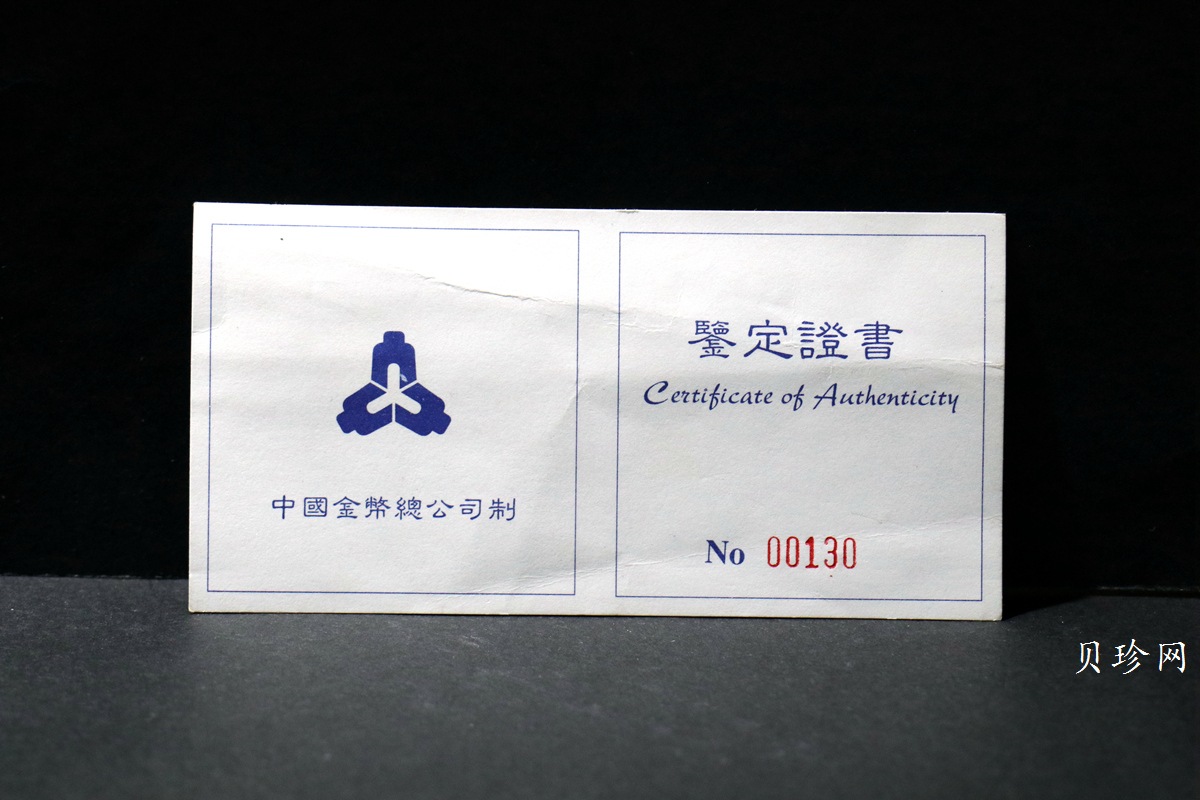 中國金幣總公司制
鑒定證書
Certificate of Authenticity
No 00130
贝珍网